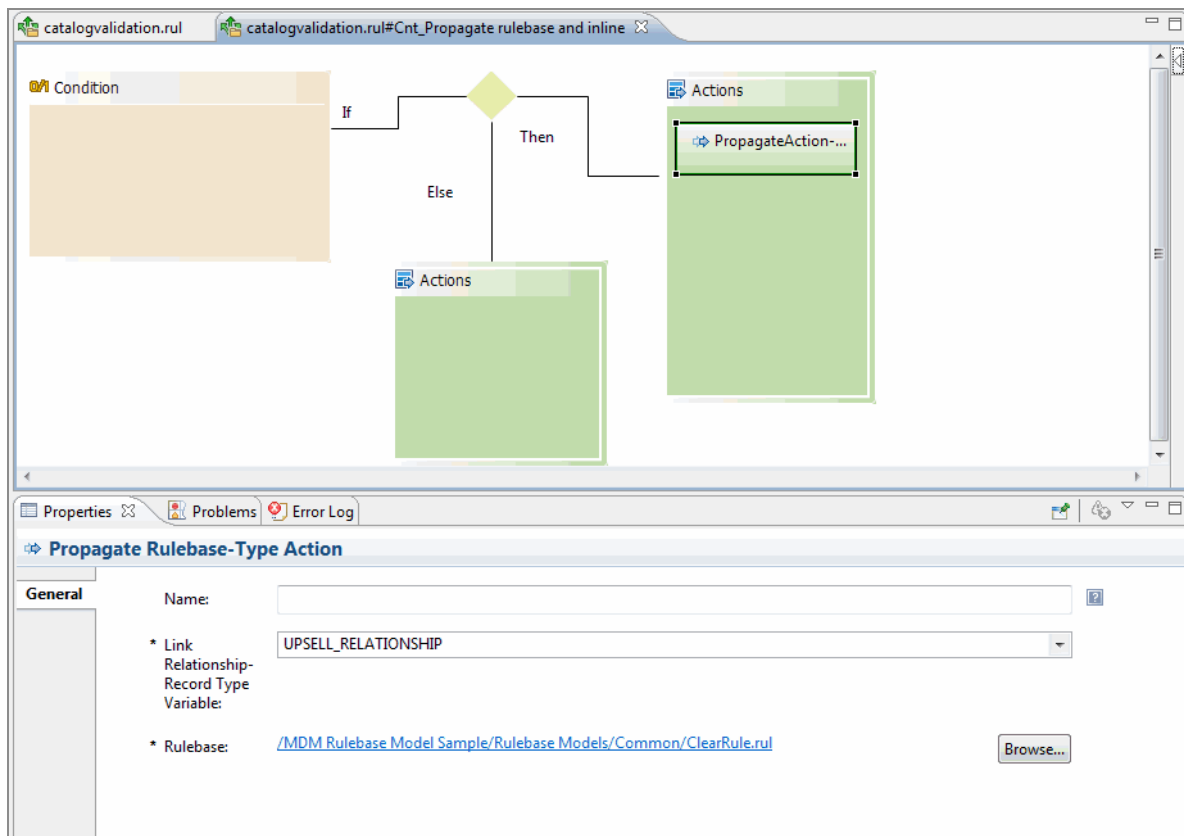 catalogvalidation.rul
catalogvalidation.rul#Cnt_Propagate rulebase and inline
Condition
If
Then
Else
Actions
PropagateAction-...
Actions
Properties
Problems
Error Log
Propagate Rulebase-Type Action
General
Name:
* Link
Relationship-
Record Type
Variable:
UPSELL_RELATIONSHIP
* Rulebase:
/MDM Rulebase Model Sample/Rulebase Models/Common/ClearRule.rul
Browse...